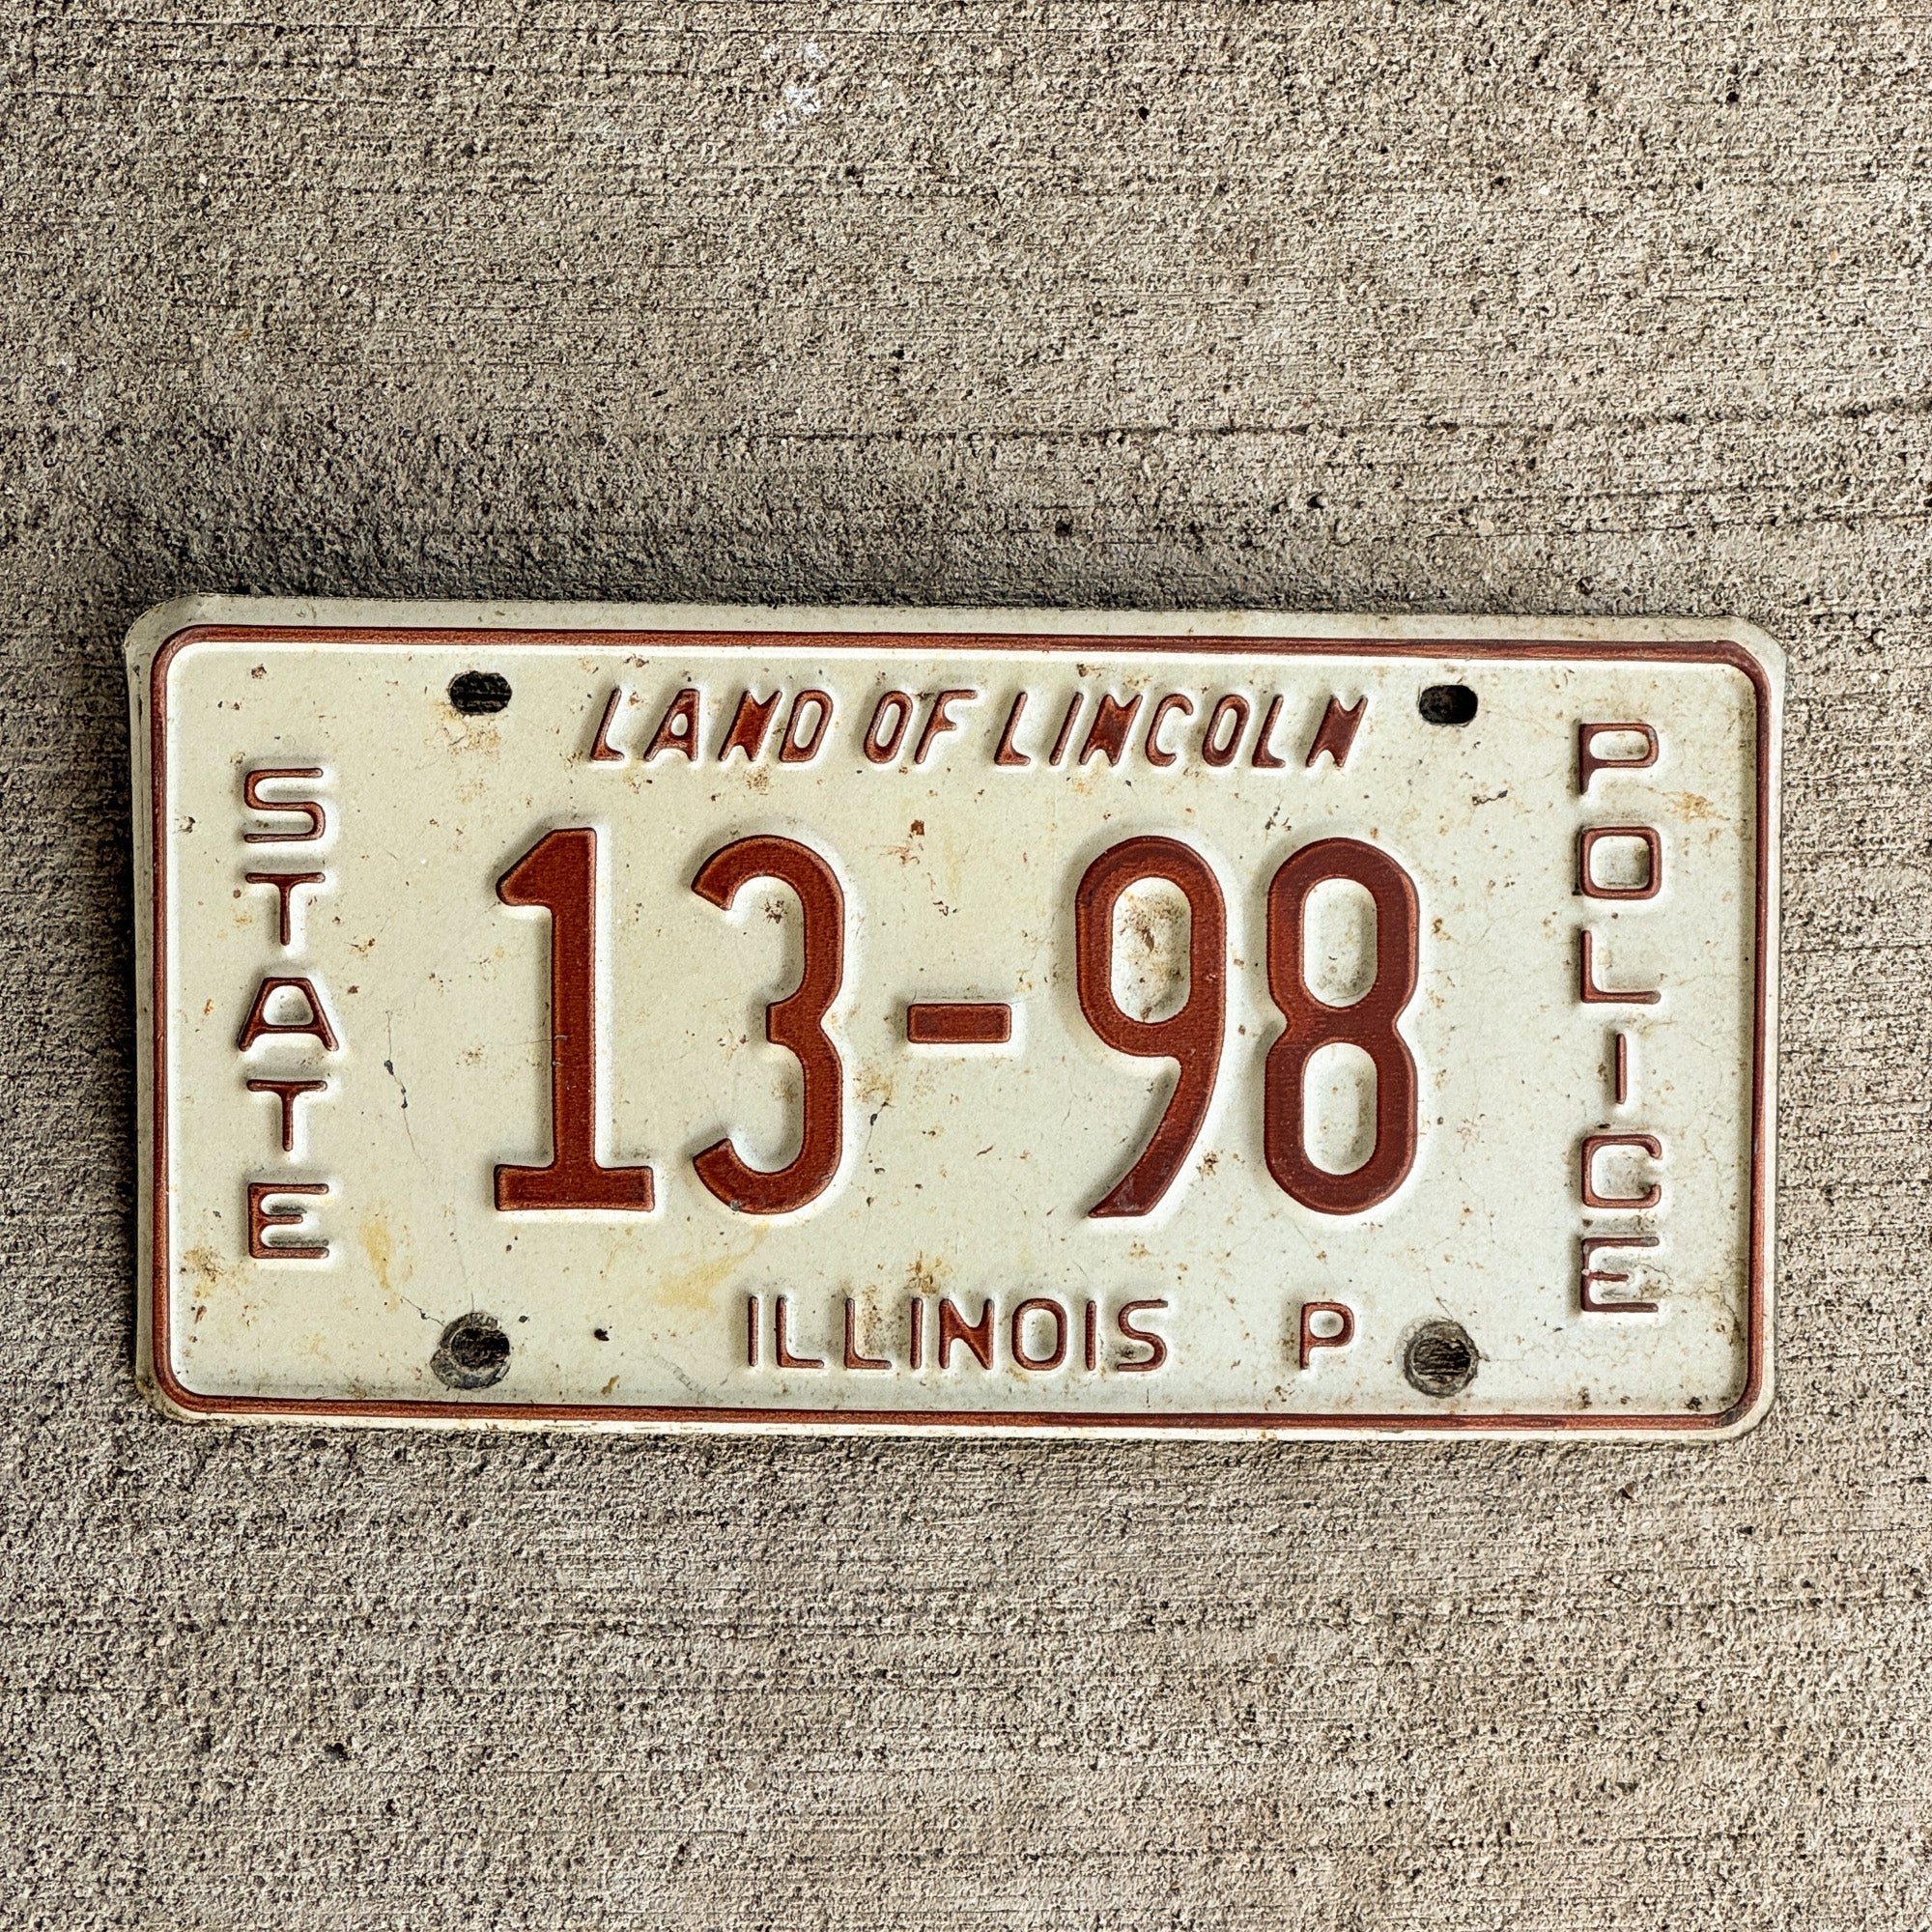 LAND OF LINCOLN
STATE
13-98
POLICE
ILLINOIS P